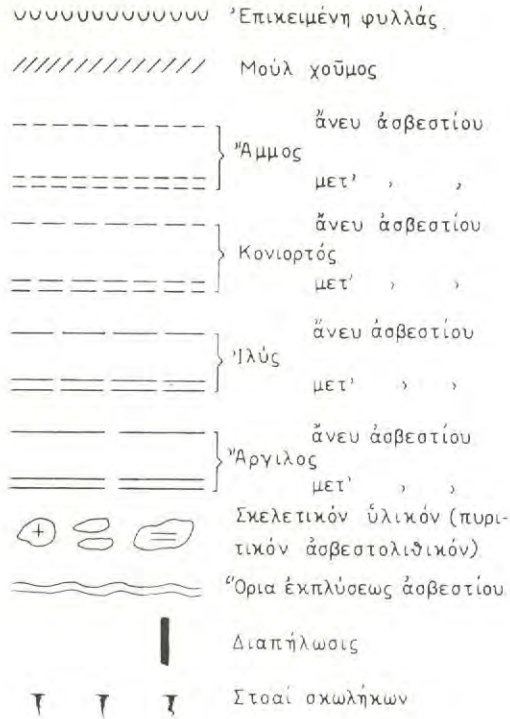 Ἐπικειμένη φυλλάς
Μούλ χοῦμος
ἄνευ ἀσβεστίου
Ἄμμος
μετ' , ,
ἄνευ ἀσβεστίου
Κονιορτός
μετ' , ,
ἄνευ ἀσβεστίου
Ἰλύς
μετ' , ,
ἄνευ ἀσβεστίου
Ἄργιλος
μετ' , ,
Σκελετικόν ὑλικόν (πυρι-
τικόν ἀσβεστολιθικόν)
Ὅρια ἐκπλύσεως ἀσβεστίου
Διαπήλωσις
Στοαί σκωλήκων